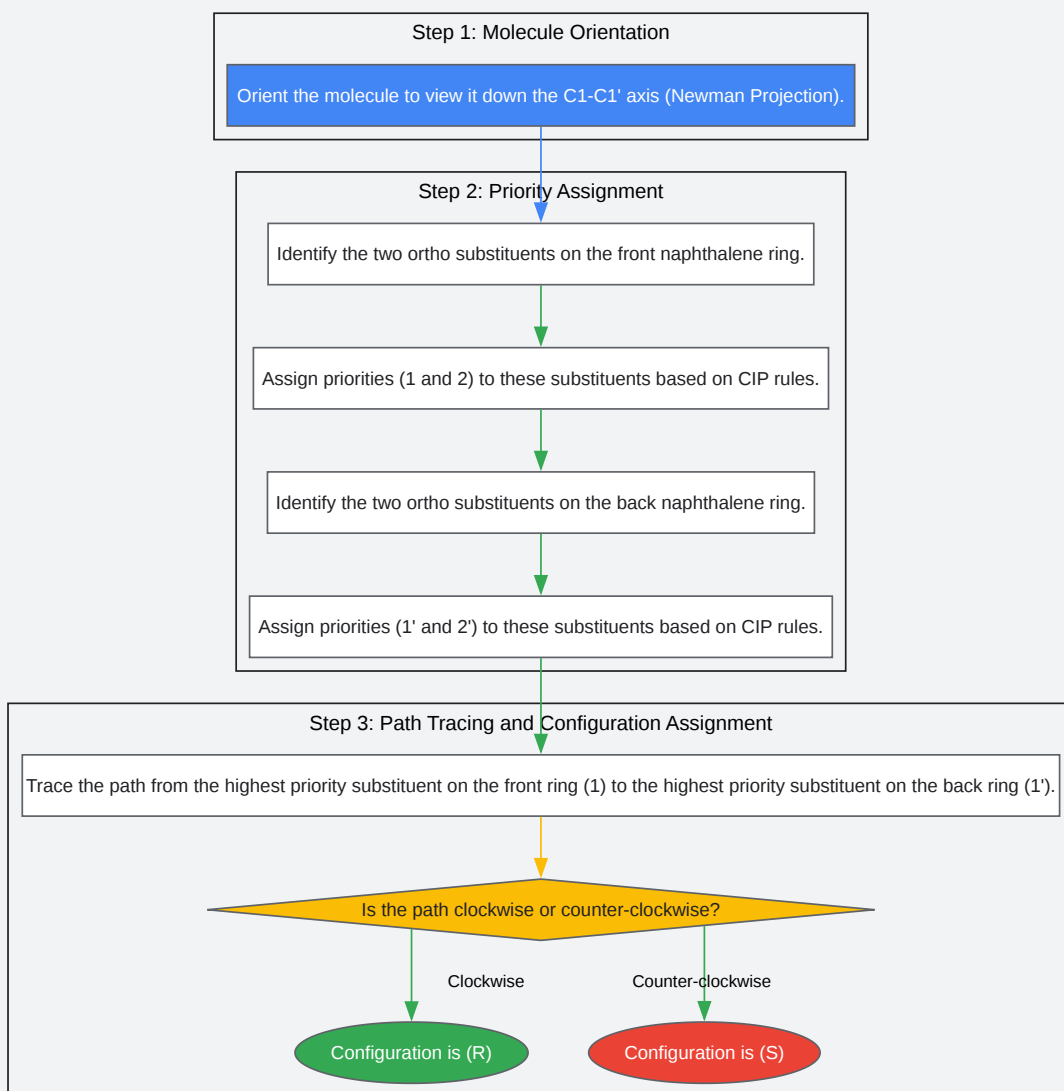 Step 1: Molecule Orientation
Orient the molecule to view it down the C1-C1' axis (Newman Projection).
Step 2: Priority Assignment
Identify the two ortho substituents on the front naphthalene ring.
Assign priorities (1 and 2) to these substituents based on CIP rules.
Identify the two ortho substituents on the back naphthalene ring.
Assign priorities (1' and 2') to these substituents based on CIP rules.
Step 3: Path Tracing and Configuration Assignment
Trace the path from the highest priority substituent on the front ring (1) to the highest priority substituent on the back ring (1').
Is the path clockwise or counter-clockwise?
Clockwise
Counter-clockwise
Configuration is (R)
Configuration is (S)